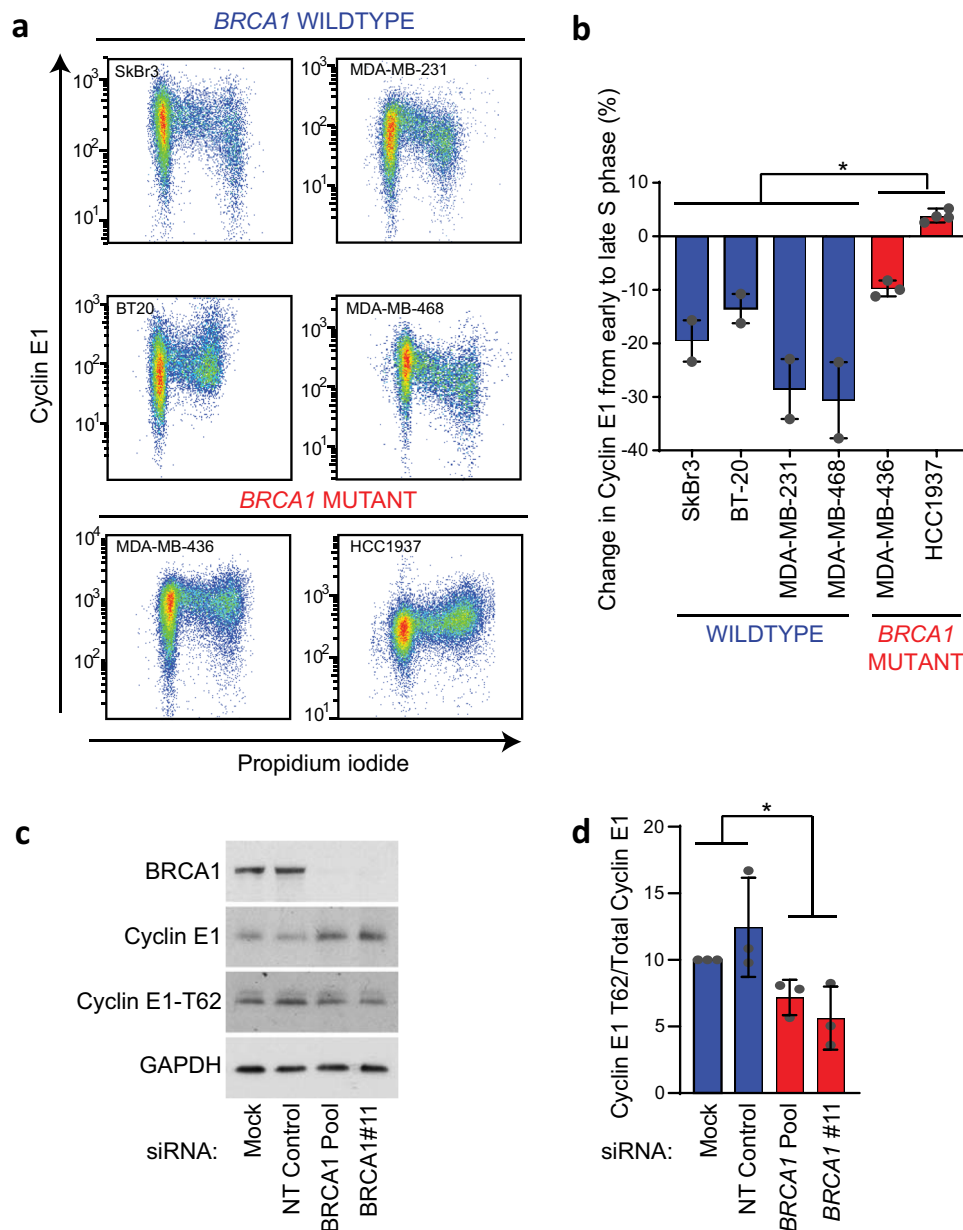 a
BRCA1 WILDTYPE
SkBr3
10³
10²
10¹
MDA-MB-231
10³
10²
10¹
BT20
10³
10²
10¹
MDA-MB-468
10³
10²
10¹
Cyclin E1
BRCA1 MUTANT
MDA-MB-436
10⁴
10³
10²
HCC1937
10⁴
10³
10²
10¹
Propidium iodide
b
Change in Cyclin E1 from early to late S phase (%)
*
10
0
-10
-20
-30
-40
SkBr3
BT-20
MDA-MB-231
MDA-MB-468
MDA-MB-436
HCC1937
WILDTYPE
BRCA1
MUTANT
c
BRCA1
Cyclin E1
Cyclin E1-T62
GAPDH
siRNA:
Mock
NT Control
BRCA1 Pool
BRCA1#11
d
Cyclin E1 T62/Total Cyclin E1
*
20
15
10
5
0
siRNA:
Mock
NT Control
BRCA1 Pool
BRCA1 #11